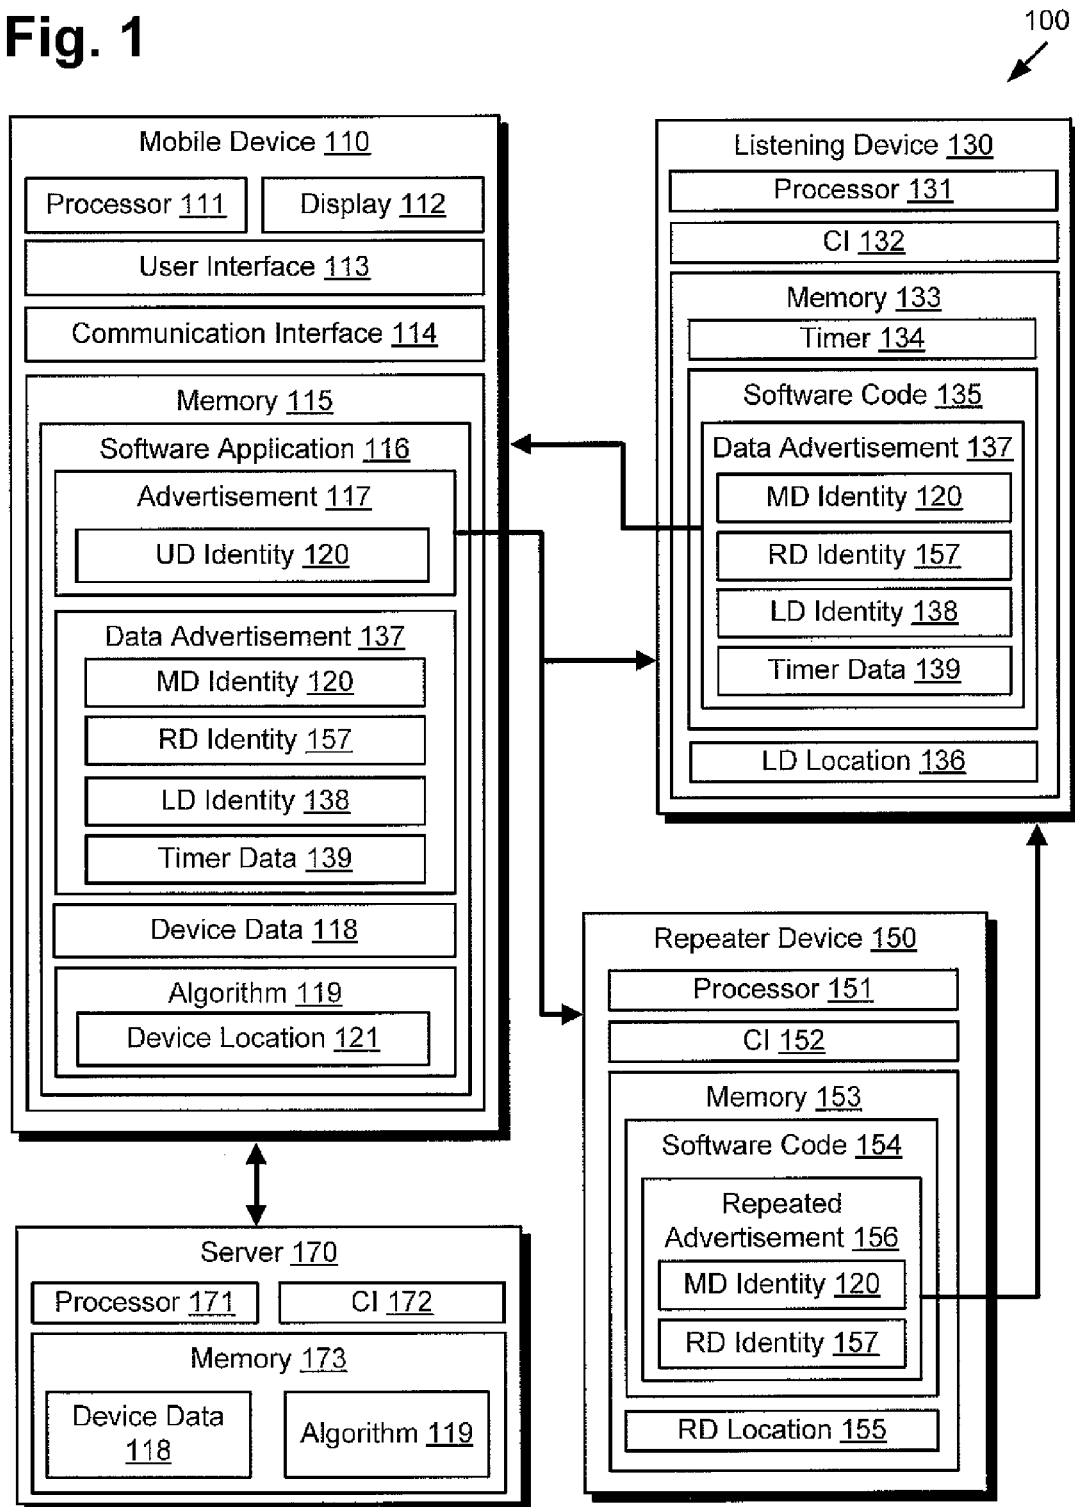 Fig. 1
100
Mobile Device 110
Processor 111
Display 112
User Interface 113
Communication Interface 114
Memory 115
Software Application 116
Advertisement 117
UD Identity 120
Data Advertisement 137
MD Identity 120
RD Identity 157
LD Identity 138
Timer Data 139
Device Data 118
Algorithm 119
Device Location 121
Listening Device 130
Processor 131
CI 132
Memory 133
Timer 134
Software Code 135
Data Advertisement 137
MD Identity 120
RD Identity 157
LD Identity 138
Timer Data 139
LD Location 136
Repeater Device 150
Processor 151
CI 152
Memory 153
Software Code 154
Repeated
Advertisement 156
MD Identity 120
RD Identity 157
RD Location 155
Server 170
Processor 171
CI 172
Memory 173
Device Data
118
Algorithm 119